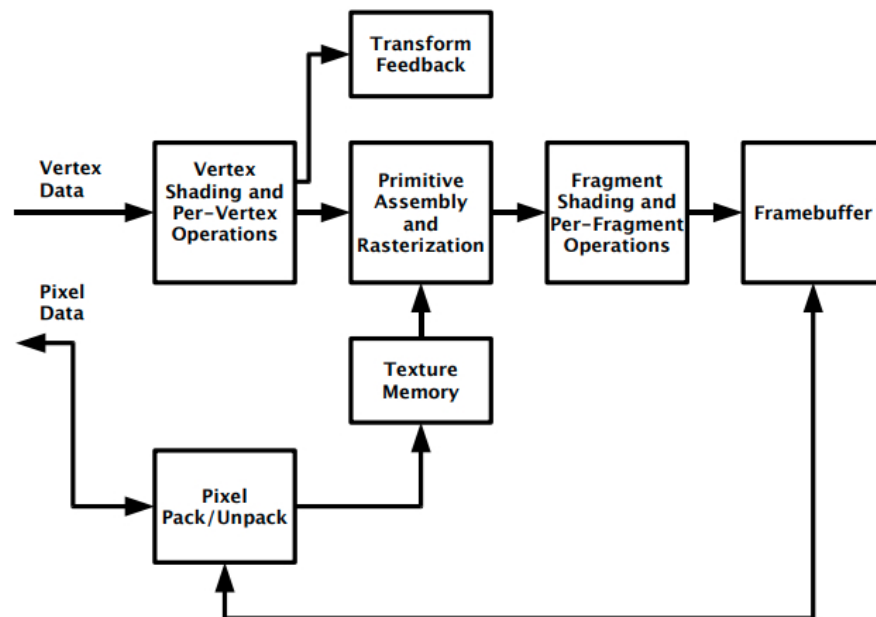 Transform
Feedback
Vertex
Data
Vertex
Shading and
Per-Vertex
Operations
Primitive
Assembly
and
Rasterization
Fragment
Shading and
Per-Fragment
Operations
Framebuffer
Pixel
Data
Texture
Memory
Pixel
Pack/Unpack